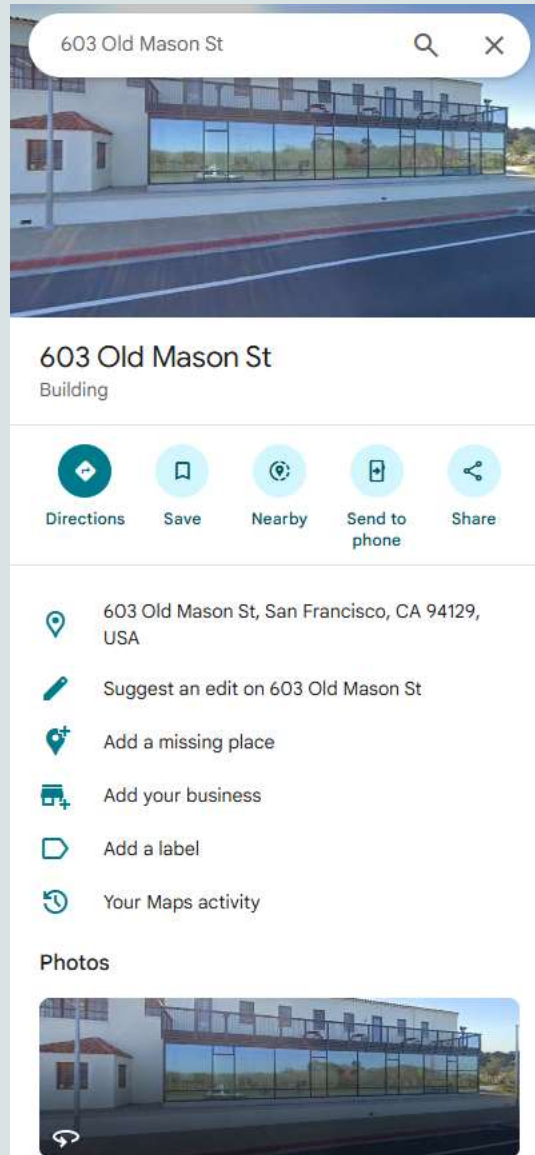 603 Old Mason St
603 Old Mason St
Building
Directions
Save
Nearby
Send to
phone
Share
603 Old Mason St, San Francisco, CA 94129,
USA
Suggest an edit on 603 Old Mason St
Add a missing place
Add your business
Add a label
Your Maps activity
Photos